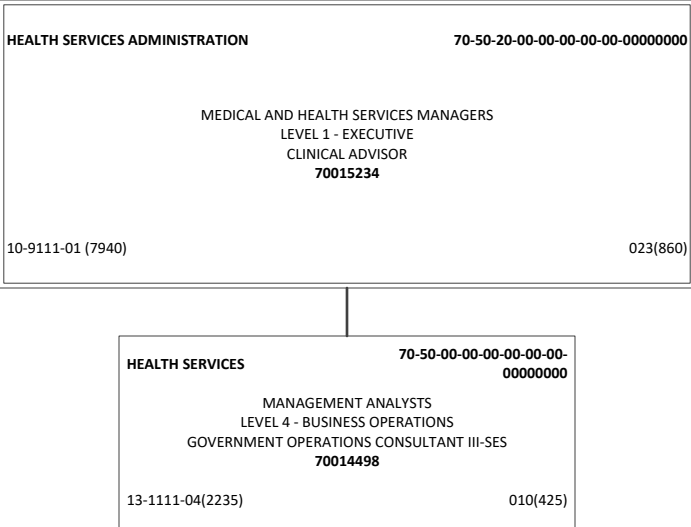 HEALTH SERVICES ADMINISTRATION 70-50-20-00-00-00-00-00-00000000
MEDICAL AND HEALTH SERVICES MANAGERS
LEVEL 1 - EXECUTIVE
CLINICAL ADVISOR
70015234
10-9111-01 (7940) 023(860)
HEALTH SERVICES 70-50-00-00-00-00-00-00-
00000000
MANAGEMENT ANALYSTS
LEVEL 4 - BUSINESS OPERATIONS
GOVERNMENT OPERATIONS CONSULTANT III-SES
70014498
13-1111-04(2235) 010(425)